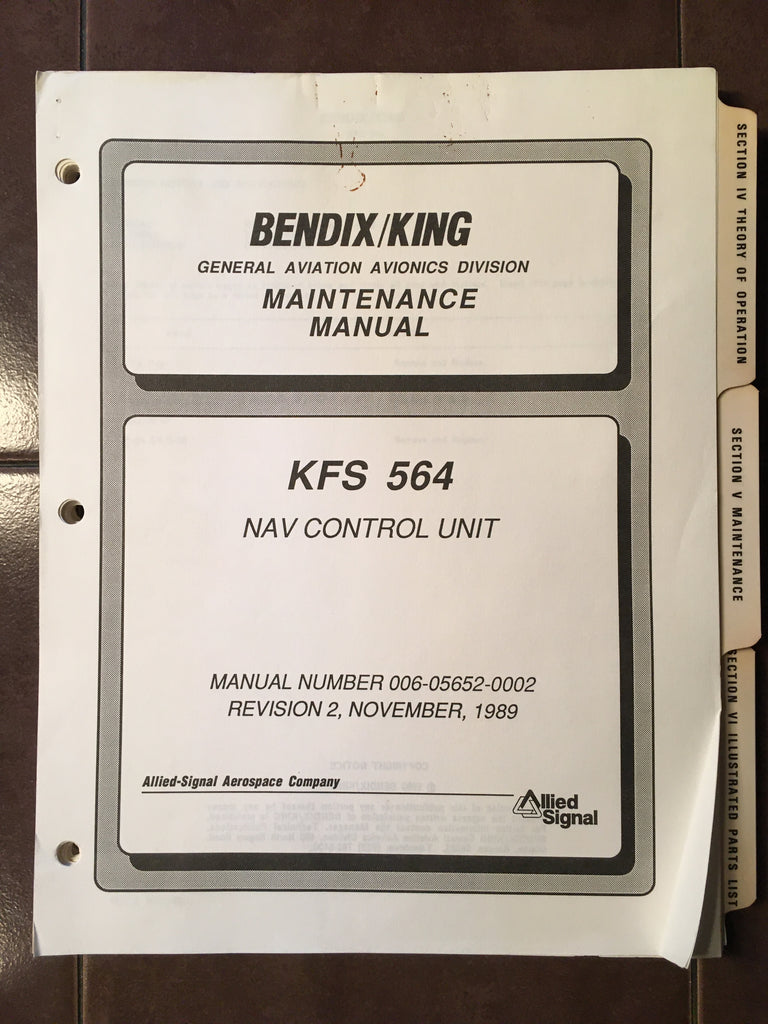 BENDIX/KING
GENERAL AVIATION AVIONICS DIVISION
MAINTENANCE
MANUAL
KFS 564
NAV CONTROL UNIT
MANUAL NUMBER 006-05652-0002
REVISION 2, NOVEMBER, 1989
Allied-Signal Aerospace Company
Allied
Signal
SECTION IV THEORY OF OPERATION
SECTION V MAINTENANCE
SECTION VI ILLUSTRATED PARTS LIST